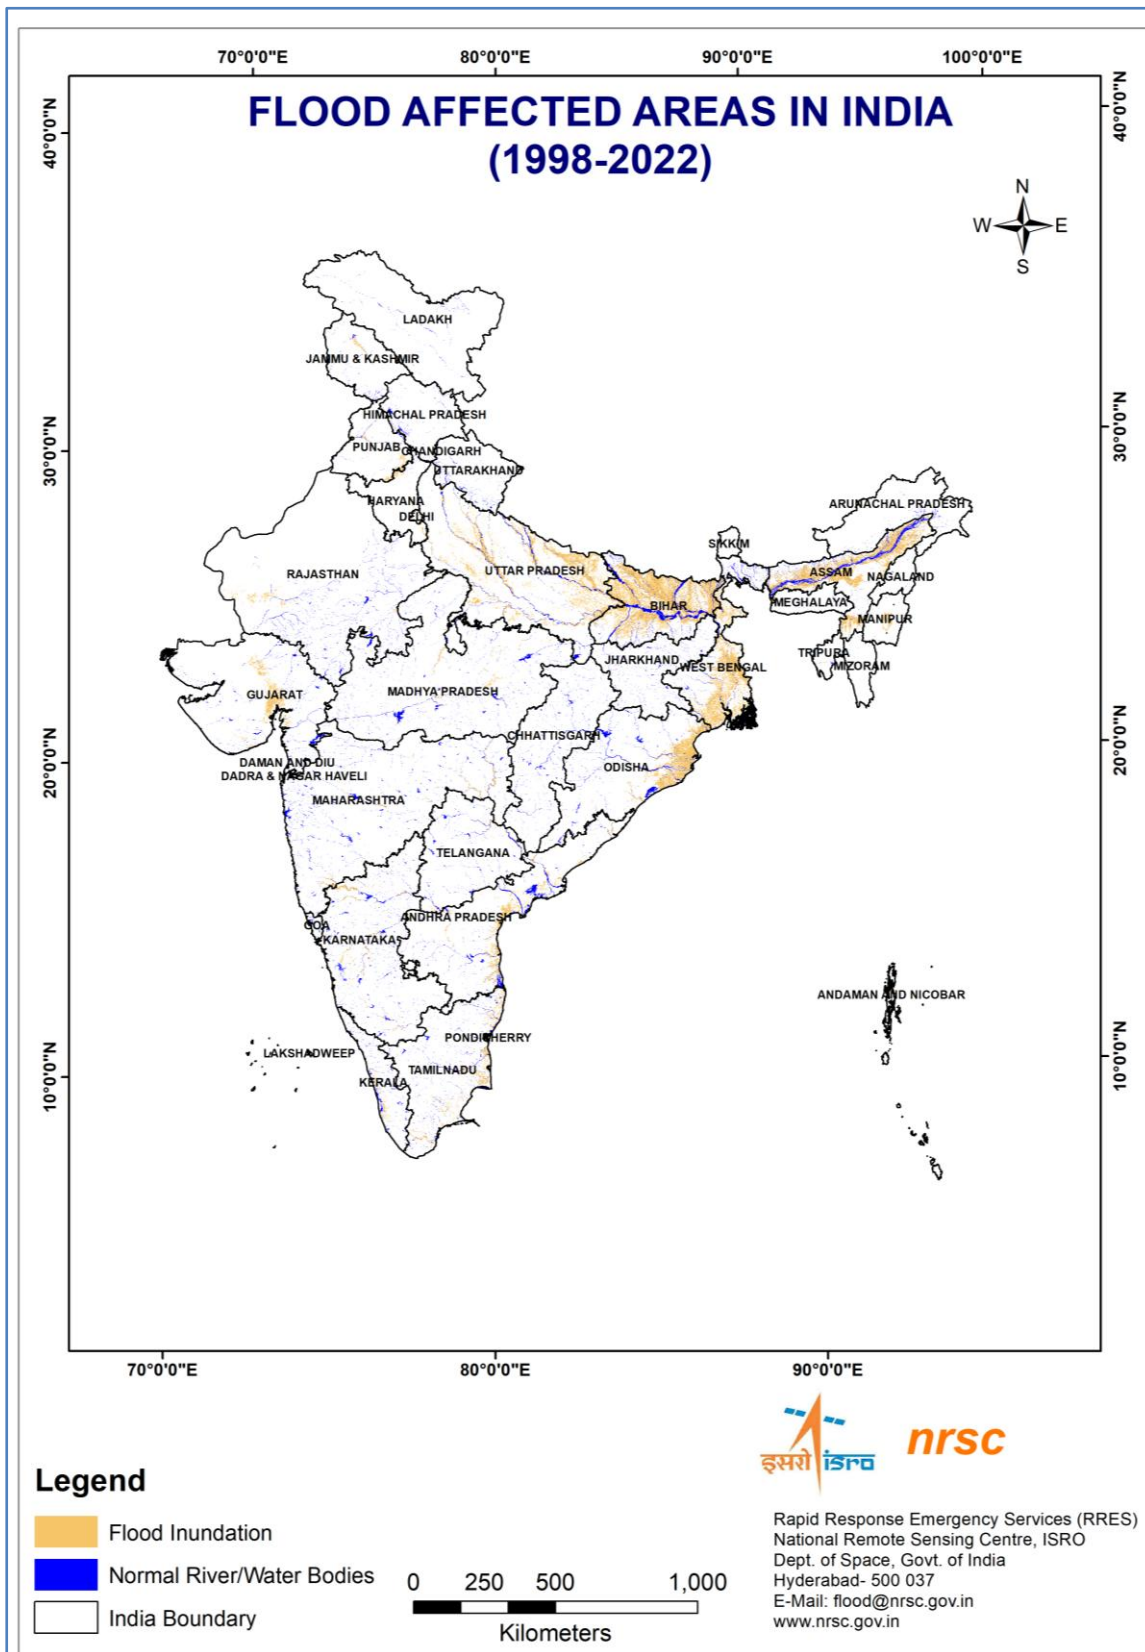 70°0'0"E 80°0'0"E 90°0'0"E 100°0'0"E
40°0'0"N
40°0'0"N
FLOOD AFFECTED AREAS IN INDIA
(1998-2022)
N
W E
S
LADAKH
JAMMU & KASHMIR
HIMACHAL PRADESH
30°0'0"N
30°0'0"N
PUNJAB
CHANDIGARH
UTTARAKHAND
HARYANA
DELHI
ARUNACHAL PRADESH
SIKKIM
RAJASTHAN
UTTAR PRADESH
ASSAM
NAGALAND
BIHAR
MEGHALAYA
MANIPUR
JHARKHAND
WEST BENGAL
TRIPURA
MIZORAM
GUJARAT
MADHYA PRADESH
20°0'0"N
20°0'0"N
CHHATTISGARH
DAMAN AND DIU
ODISHA
DADRA & NAGAR HAVELI
MAHARASHTRA
TELANGANA
ANDHRA PRADESH
GOA
KARNATAKA
ANDAMAN AND NICOBAR
PONDICHERRY
LAKSHADWEEP
TAMILNADU
KERALA
10°0'0"N
10°0'0"N
70°0'0"E 80°0'0"E 90°0'0"E
इसरो isro
nrsc
Legend
Flood Inundation
Normal River/Water Bodies
India Boundary
0 250 500 1,000
Kilometers
Rapid Response Emergency Services (RRES)
National Remote Sensing Centre, ISRO
Dept. of Space, Govt. of India
Hyderabad- 500 037
E-Mail: flood@nrsc.gov.in
www.nrsc.gov.in